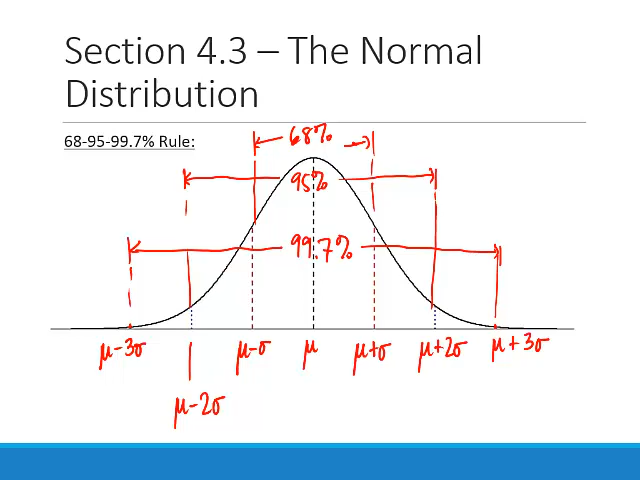 Section 4.3 – The Normal
Distribution
68-95-99.7% Rule:
68%
95%
99.7%
μ-3σ μ-σ μ μ+σ μ+2σ μ+3σ
μ-2σ